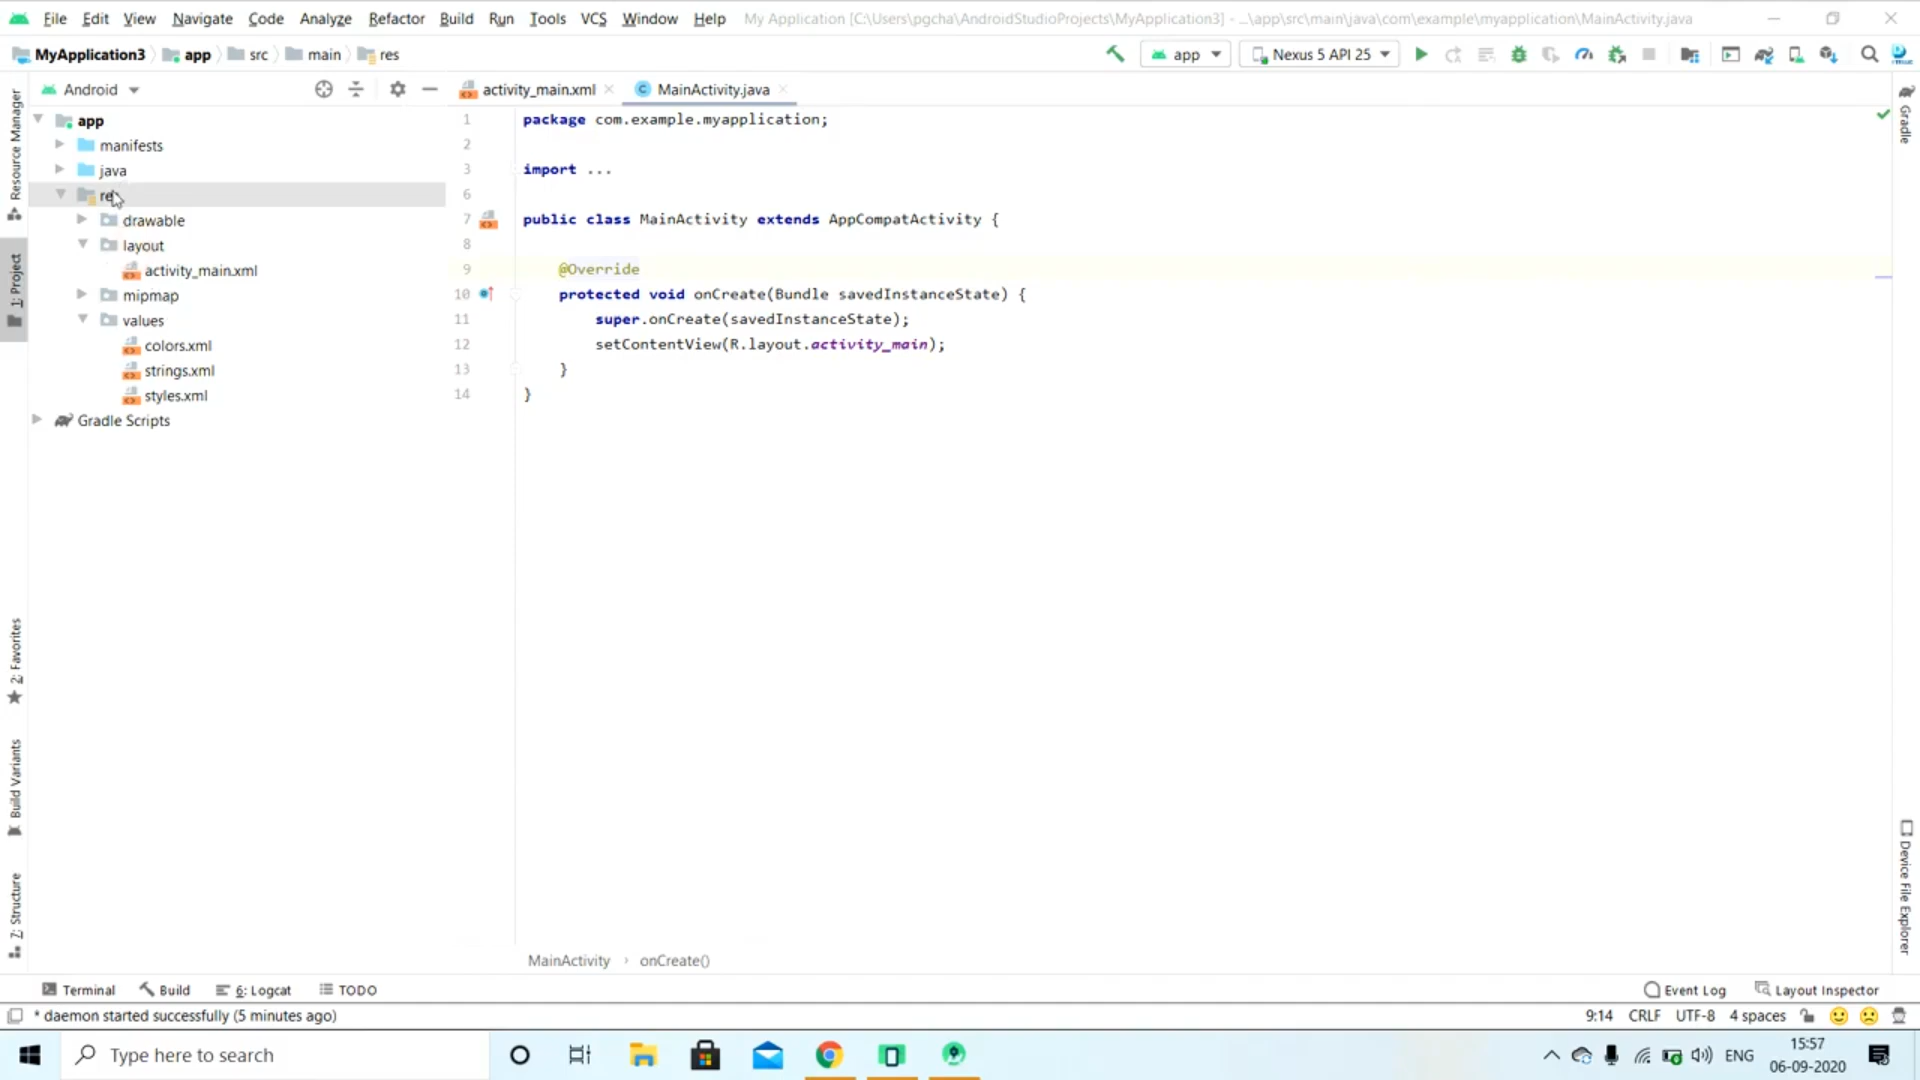 File Edit View Navigate Code Analyze Refactor Build Run Tools VCS Window Help My Application [C:\Users\pgcha\AndroidStudioProjects\MyApplication3] - ...\app\src\main\java\com\example\myapplication\MainActivity.java
MyApplication3 app src main res app Nexus 5 API 25
Android activity_main.xml MainActivity.java
Resource Manager
1: Project
2: Favorites
Build Variants
7: Structure
app
manifests
java
re
drawable
layout
activity_main.xml
mipmap
values
colors.xml
strings.xml
styles.xml
Gradle Scripts
1 package com.example.myapplication;
2
3 import ...
6
7 public class MainActivity extends AppCompatActivity {
8
9 @Override
10 protected void onCreate(Bundle savedInstanceState) {
11 super.onCreate(savedInstanceState);
12 setContentView(R.layout.activity_main);
13 }
14 }
Gradle
Device File Explorer
MainActivity › onCreate()
Terminal Build 6: Logcat TODO Event Log Layout Inspector
* daemon started successfully (5 minutes ago) 9:14 CRLF UTF-8 4 spaces
Type here to search ENG 15:57
06-09-2020